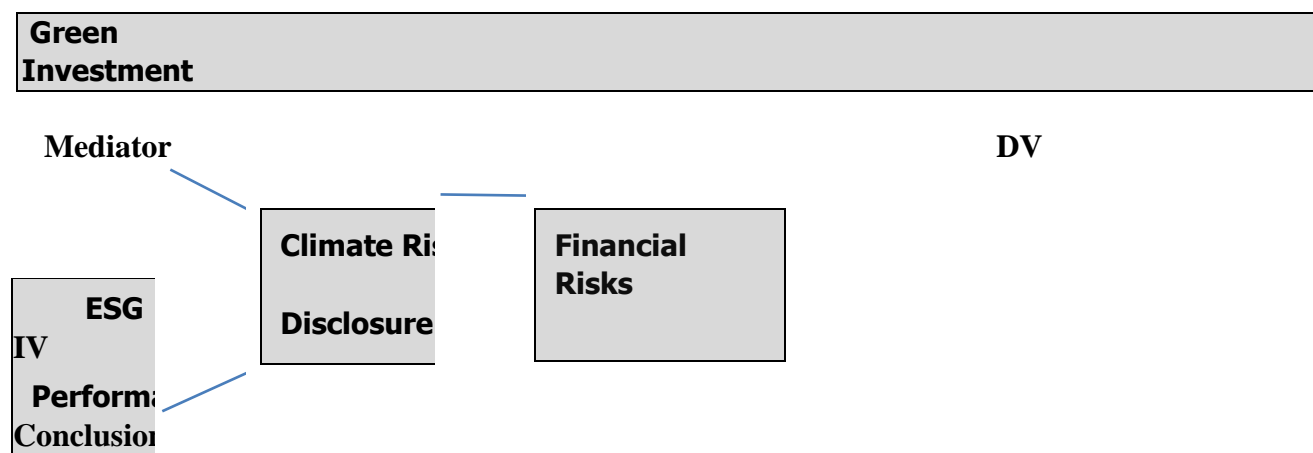 Green
Investment
Mediator DV
Climate Ris
Financial
Risks
Disclosure
ESG
IV
Performa
Conclusion